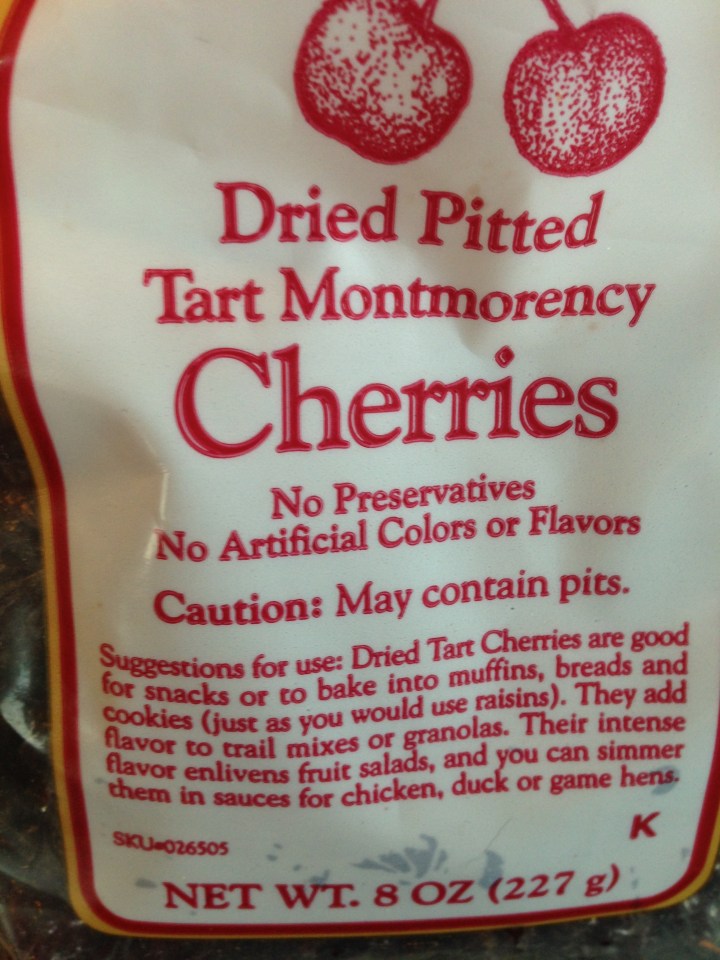 Dried Pitted
Tart Montmorency
Cherries
No Preservatives
No Artificial Colors or Flavors
Caution: May contain pits.
Suggestions for use: Dried Tart Cherries are good
for snacks or to bake into muffins, breads and
cookies (just as you would use raisins). They add
flavor to trail mixes or granolas. Their intense
flavor enlivens fruit salads, and you can simmer
them in sauces for chicken, duck or game hens.
K
SKU#026505
NET WT. 8 OZ (227 g)